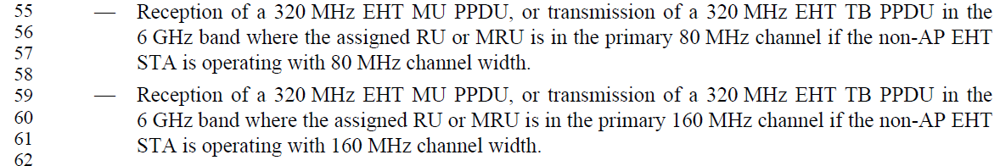 55 — Reception of a 320 MHz EHT MU PPDU, or transmission of a 320 MHz EHT TB PPDU in the
56 6 GHz band where the assigned RU or MRU is in the primary 80 MHz channel if the non-AP EHT
57 STA is operating with 80 MHz channel width.
58
59 — Reception of a 320 MHz EHT MU PPDU, or transmission of a 320 MHz EHT TB PPDU in the
60 6 GHz band where the assigned RU or MRU is in the primary 160 MHz channel if the non-AP EHT
61 STA is operating with 160 MHz channel width.
62